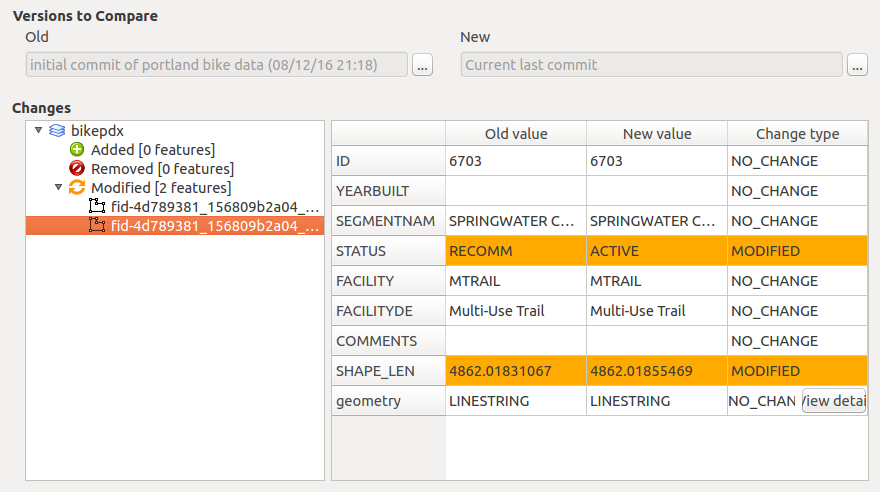 Versions to Compare
Old New
initial commit of portland bike data (08/12/16 21:18) ... Current last commit ...
Changes
bikepdx
Added [0 features]
Removed [0 features]
Modified [2 features]
fid-4d789381_156809b2a04_...
fid-4d789381_156809b2a04_...
Old value New value Change type
ID 6703 6703 NO_CHANGE
YEARBUILT NO_CHANGE
SEGMENTNAM SPRINGWATER C... SPRINGWATER C... NO_CHANGE
STATUS RECOMM ACTIVE MODIFIED
FACILITY MTRAIL MTRAIL NO_CHANGE
FACILITYDE Multi-Use Trail Multi-Use Trail NO_CHANGE
COMMENTS NO_CHANGE
SHAPE_LEN 4862.01831067 4862.01855469 MODIFIED
geometry LINESTRING LINESTRING NO_CHAN View detai